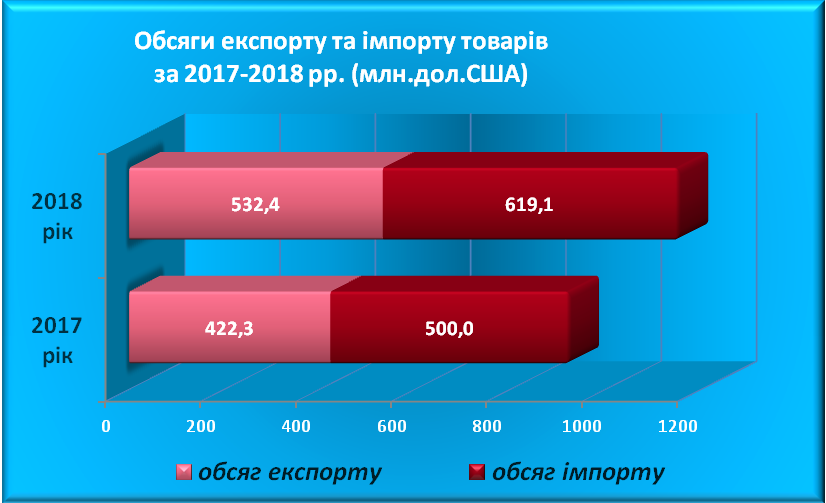 Обсяги експорту та імпорту товарів
за 2017-2018 рр. (млн.дол.США)
2018
рік
532,4
619,1
2017
рік
422,3
500,0
0 200 400 600 800 1000 1200
обсяг експорту
обсяг імпорту